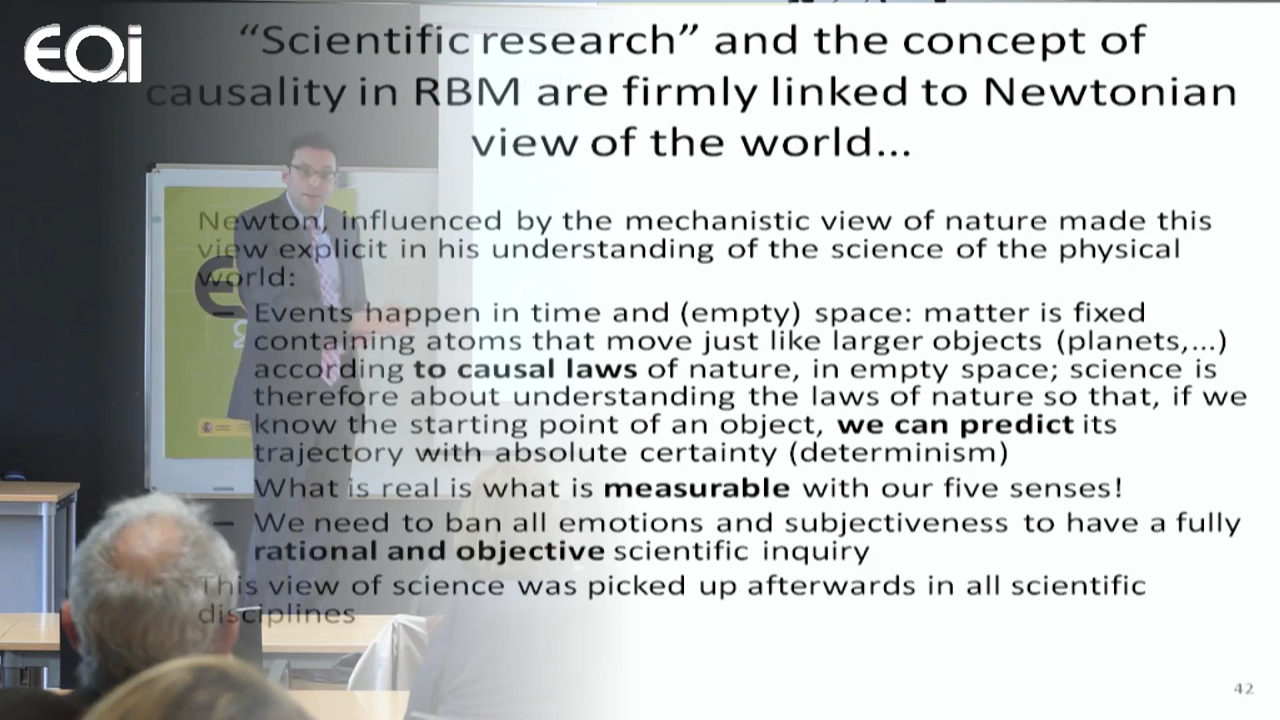 EOi
“Scientific research” and the concept of
causality in RBM are firmly linked to Newtonian
view of the world…
Newton, influenced by the mechanistic view of nature made this
view explicit in his understanding of the science of the physical
world:
– Events happen in time and (empty) space: matter is fixed
containing atoms that move just like larger objects (planets,…)
according to causal laws of nature, in empty space; science is
therefore about understanding the laws of nature so that, if we
know the starting point of an object, we can predict its
trajectory with absolute certainty (determinism)
What is real is what is measurable with our five senses!
– We need to ban all emotions and subjectiveness to have a fully
rational and objective scientific inquiry
This view of science was picked up afterwards in all scientific
disciplines
42